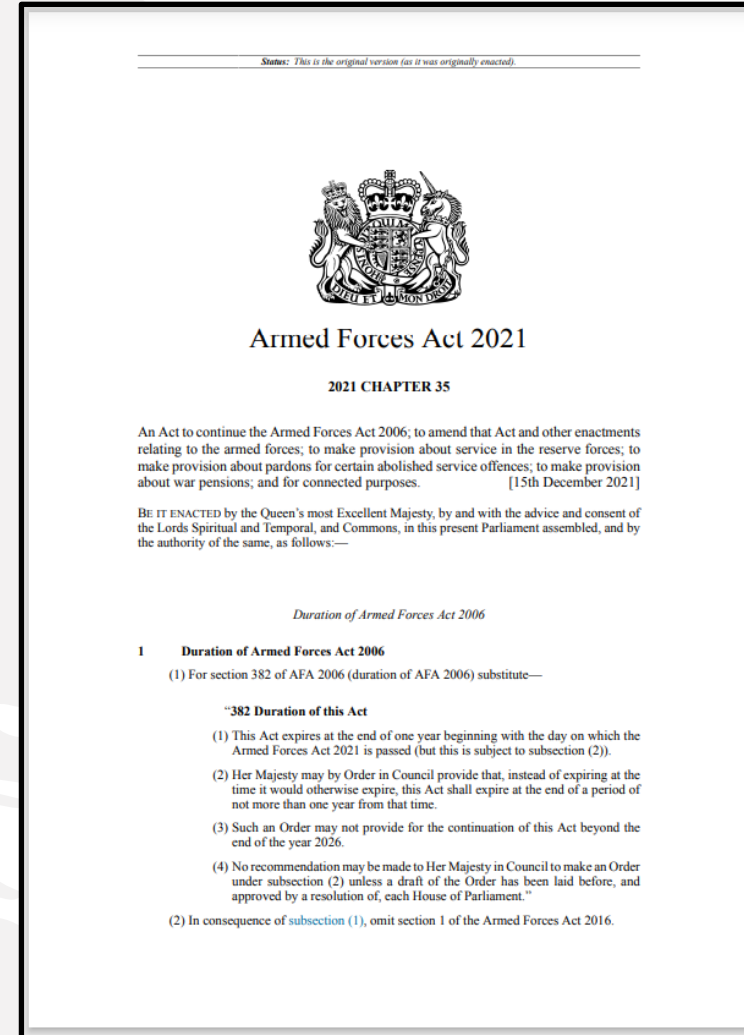 Status: This is the original version (as it was originally enacted).
DIEU ET MON DROIT
Armed Forces Act 2021
2021 CHAPTER 35
An Act to continue the Armed Forces Act 2006; to amend that Act and other enactments
relating to the armed forces; to make provision about service in the reserve forces; to
make provision about pardons for certain abolished service offences; to make provision
about war pensions; and for connected purposes. [15th December 2021]
BE IT ENACTED by the Queen's most Excellent Majesty, by and with the advice and consent of
the Lords Spiritual and Temporal, and Commons, in this present Parliament assembled, and by
the authority of the same, as follows:—
Duration of Armed Forces Act 2006
1 Duration of Armed Forces Act 2006
(1) For section 382 of AFA 2006 (duration of AFA 2006) substitute—
“382 Duration of this Act
(1) This Act expires at the end of one year beginning with the day on which the
Armed Forces Act 2021 is passed (but this is subject to subsection (2)).
(2) Her Majesty may by Order in Council provide that, instead of expiring at the
time it would otherwise expire, this Act shall expire at the end of a period of
not more than one year from that time.
(3) Such an Order may not provide for the continuation of this Act beyond the
end of the year 2026.
(4) No recommendation may be made to Her Majesty in Council to make an Order
under subsection (2) unless a draft of the Order has been laid before, and
approved by a resolution of, each House of Parliament.”
(2) In consequence of subsection (1), omit section 1 of the Armed Forces Act 2016.